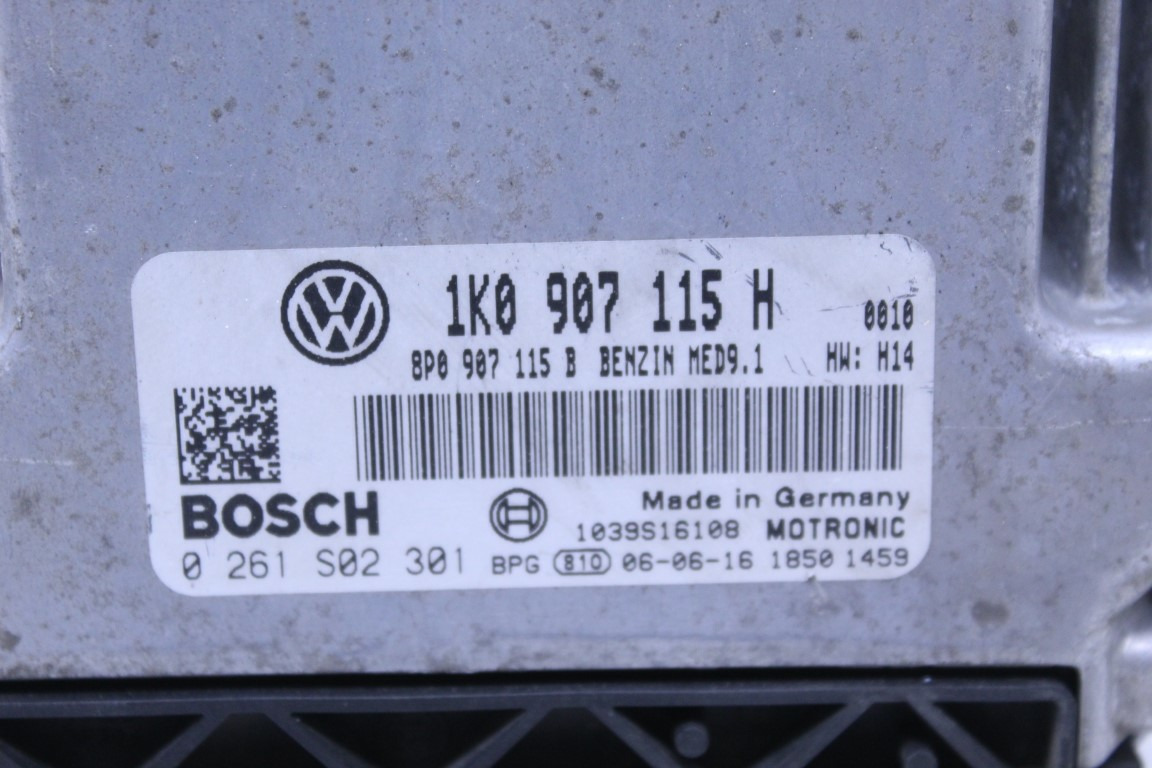 1K0 907 115 H 0010
8P0 907 115 B BENZIN MED9.1 HW: H14
BOSCH
Made in Germany
1039S16108 MOTRONIC
0 261 S02 301 BPG 810 06-06-16 1850 1459